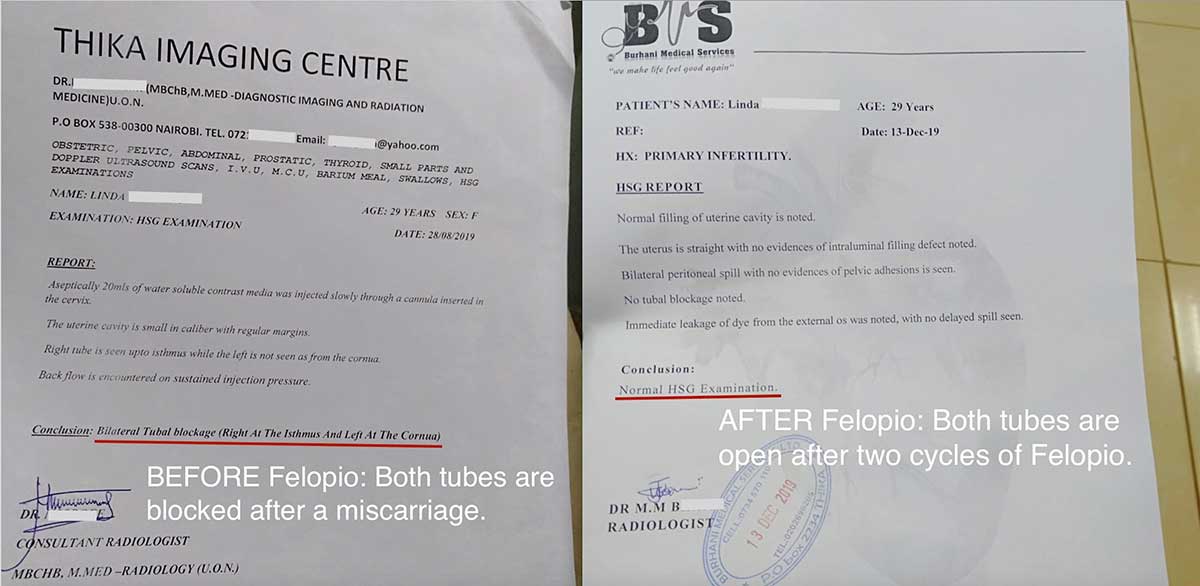 THIKA IMAGING CENTRE
DR. (MBChB,M.MED -DIAGNOSTIC IMAGING AND RADIATION
MEDICINE)U.O.N.
P.O BOX 538-00300 NAIROBI. TEL. 072 Email: @yahoo.com
OBSTETRIC, PELVIC, ABDOMINAL, PROSTATIC, THYROID, SMALL PARTS AND
DOPPLER ULTRASOUND SCANS, I.V.U, M.C.U, BARIUM MEAL, SWALLOWS, HSG
EXAMINATIONS
NAME: LINDA
AGE: 29 YEARS SEX: F
EXAMINATION: HSG EXAMINATION
DATE: 28/08/2019
REPORT:
Aseptically 20mls of water soluble contrast media was injected slowly through a cannula inserted in
the cervix.
The uterine cavity is small in caliber with regular margins.
Right tube is seen upto isthmus while the left is not seen as from the cornua.
Back flow is encountered on sustained injection pressure.
Conclusion: Bilateral Tubal blockage (Right At The Isthmus And Left At The Cornua)
BEFORE Felopio: Both tubes are
blocked after a miscarriage.
DR.
CONSULTANT RADIOLOGIST
MBCHB, M.MED –RADIOLOGY (U.O.N.)
BMS
Burhani Medical Services
"we make life feel good again"
PATIENT'S NAME: Linda AGE: 29 Years
REF: Date: 13-Dec-19
HX: PRIMARY INFERTILITY.
HSG REPORT
Normal filling of uterine cavity is noted.
The uterus is straight with no evidences of intraluminal filling defect noted.
Bilateral peritoneal spill with no evidences of pelvic adhesions is seen.
No tubal blockage noted.
Immediate leakage of dye from the external os was noted, with no delayed spill seen.
Conclusion:
Normal HSG Examination.
AFTER Felopio: Both tubes are
open after two cycles of Felopio.
DR M.M B
RADIOLOGIST
BURHANI MEDICAL SERVICES LTD
13 DEC 2019
P.O box 2734 THIKA